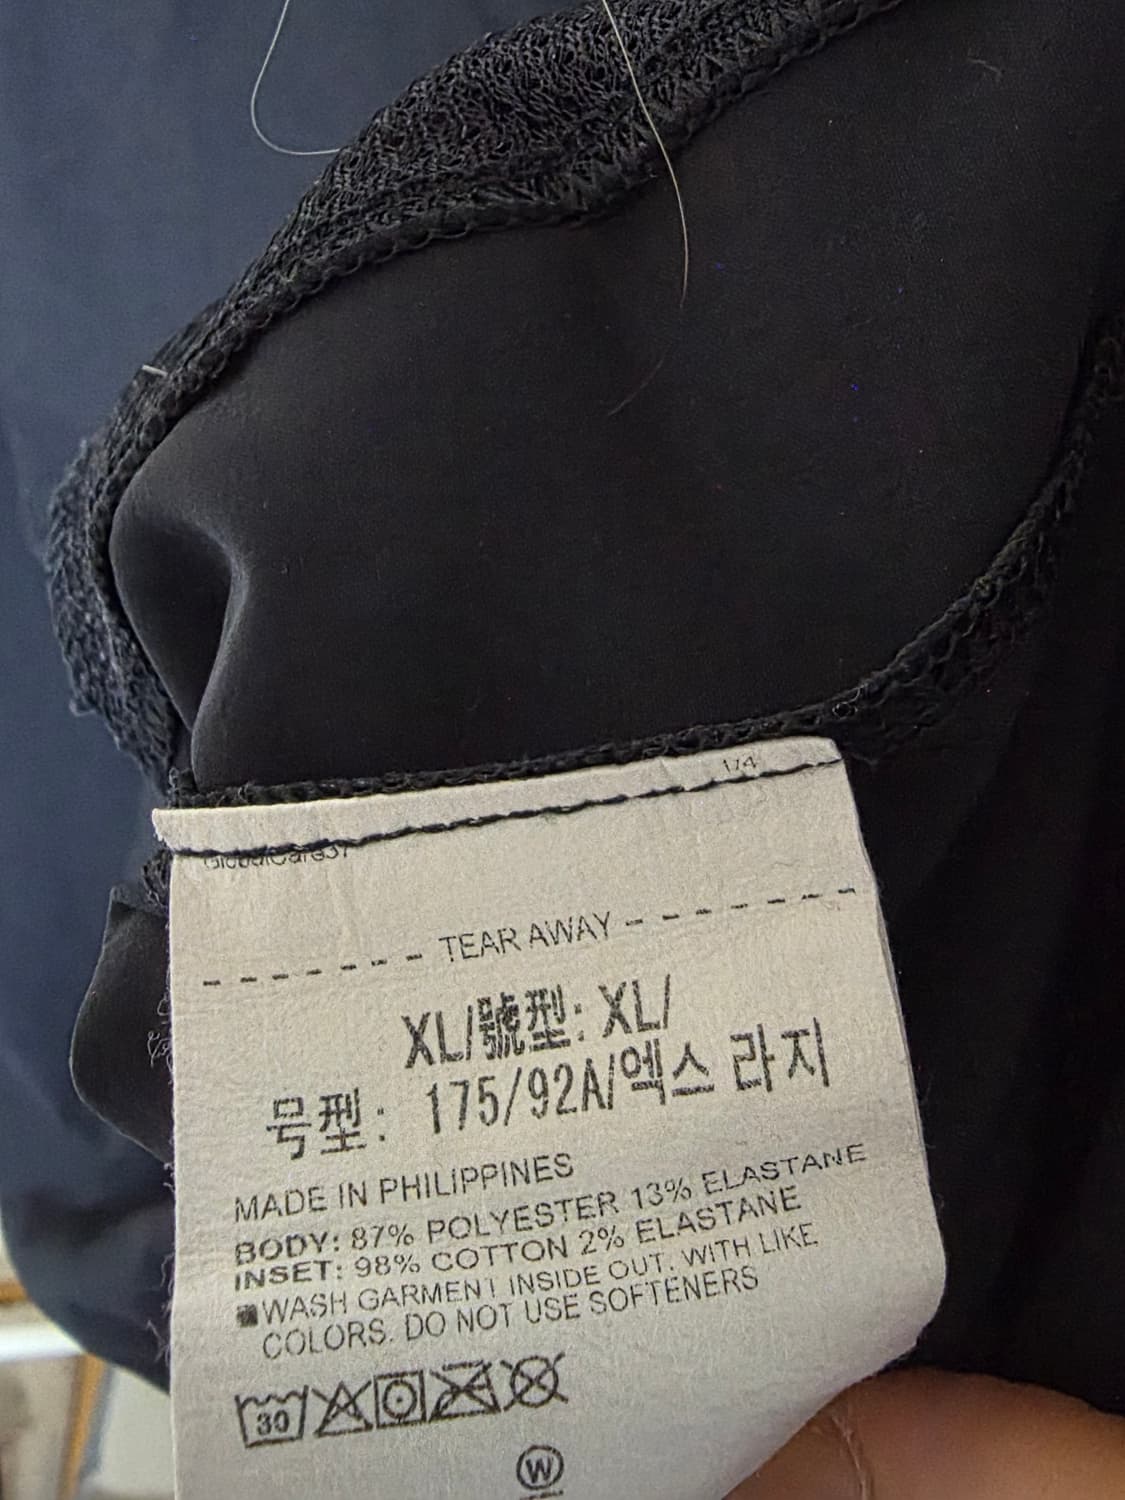 174
GlobalCare37
TEAR AWAY
XL/號型: XL/
号型: 175/92A/엑스 라지
MADE IN PHILIPPINES
BODY: 87% POLYESTER 13% ELASTANE
INSET: 98% COTTON 2% ELASTANE
WASH GARMENT INSIDE OUT. WITH LIKE
COLORS. DO NOT USE SOFTENERS
30
W